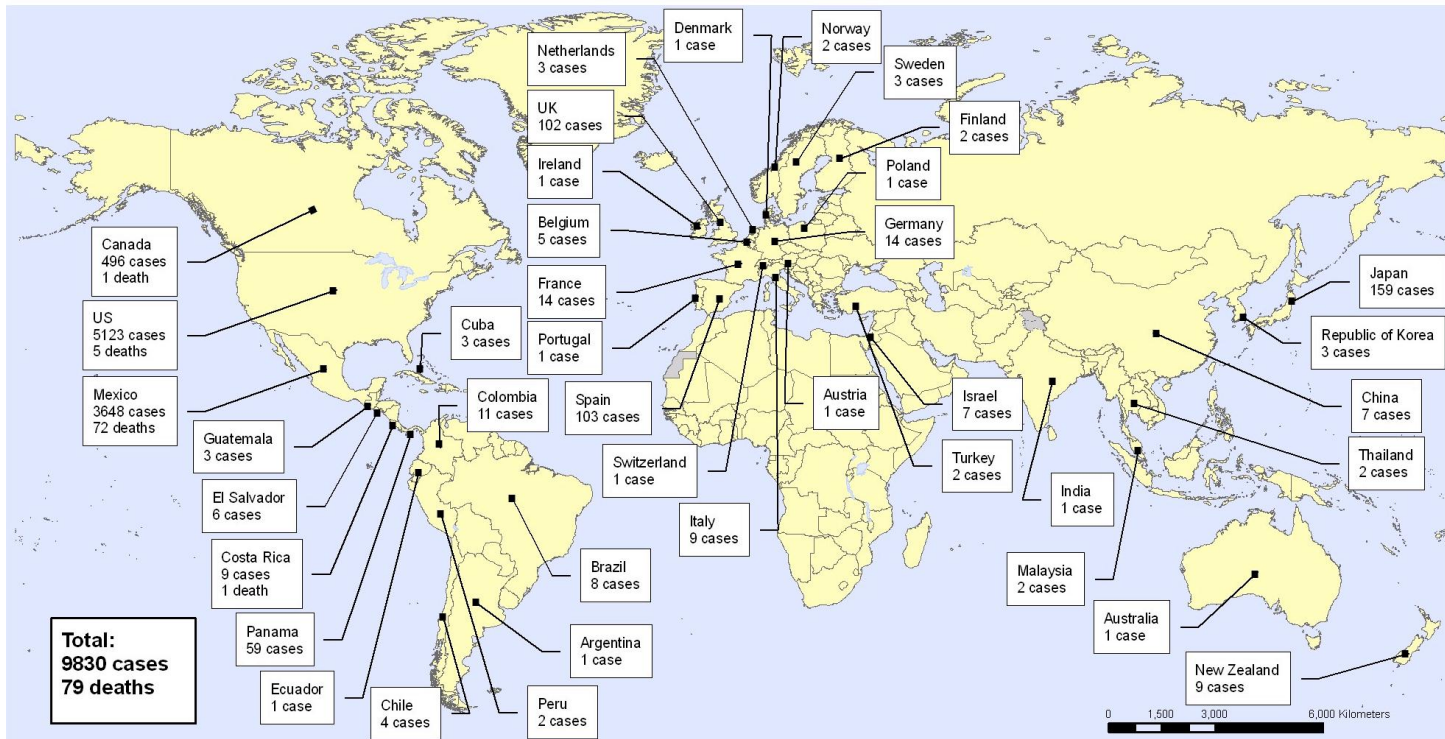 Denmark
1 case
Norway
2 cases
Netherlands
3 cases
Sweden
3 cases
UK
102 cases
Finland
2 cases
Ireland
1 case
Poland
1 case
Belgium
5 cases
Germany
14 cases
Canada
496 cases
1 death
France
14 cases
Japan
159 cases
US
5123 cases
5 deaths
Cuba
3 cases
Portugal
1 case
Republic of Korea
3 cases
Mexico
3648 cases
72 deaths
Colombia
11 cases
Spain
103 cases
Austria
1 case
Israel
7 cases
China
7 cases
Guatemala
3 cases
Switzerland
1 case
Turkey
2 cases
Thailand
2 cases
El Salvador
6 cases
India
1 case
Italy
9 cases
Costa Rica
9 cases
1 death
Brazil
8 cases
Malaysia
2 cases
Total:
9830 cases
79 deaths
Panama
59 cases
Argentina
1 case
Australia
1 case
New Zealand
9 cases
Ecuador
1 case
Chile
4 cases
Peru
2 cases
0 1,500 3,000 6,000 Kilometers